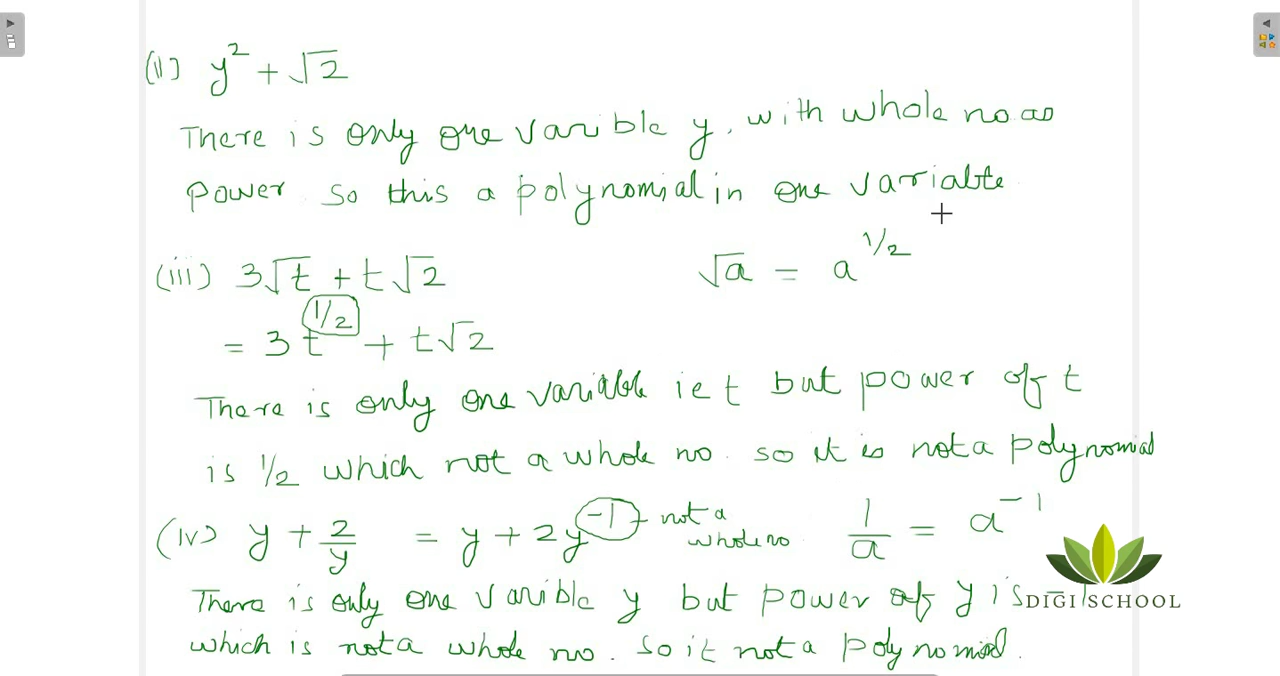 (ii) y² + √2
There is only one varible y, with whole no as
power so this a polynomial in one variable
(iii) 3√t + t√2 √a = a^1/2
= 3t^1/2 + t√2
There is only one variable ie t but power of t
is 1/2 which not a whole no. so it is not a polynomial
(iv) y + 2/y = y + 2y^-1 not a whole no. 1/a = a^-1
There is only one varible y but power of y is -1
DIGI SCHOOL
which is not a whole no. So it not a polynomial.